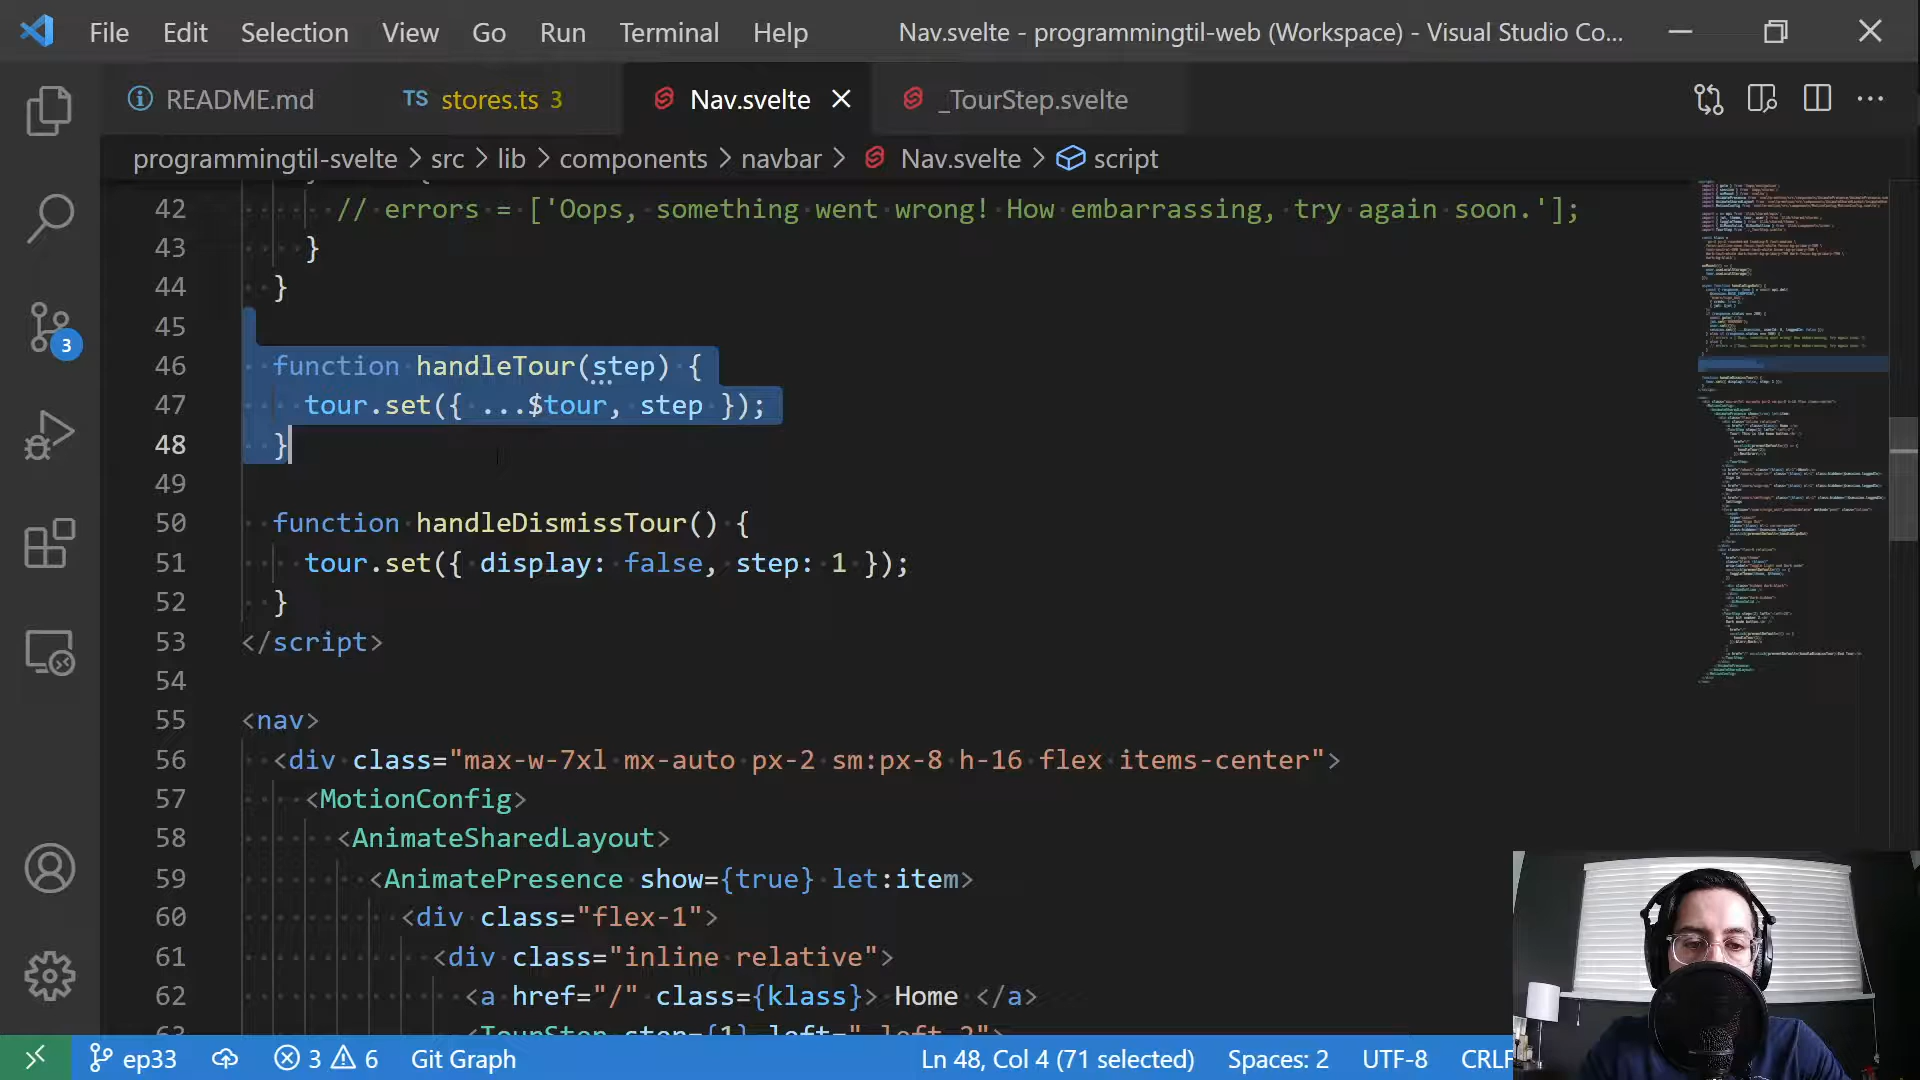 File Edit Selection View Go Run Terminal Help Nav.svelte - programmingtil-web (Workspace) - Visual Studio Co...
README.md TS stores.ts 3 Nav.svelte _TourStep.svelte
programmingtil-svelte > src > lib > components > navbar > Nav.svelte > script
42 // errors = ['Oops, something went wrong! How embarrassing, try again soon.'];
43 }
44 }
45
46 function handleTour(step) {
47 tour.set({ ...$tour, step });
48 }
49
50 function handleDismissTour() {
51 tour.set({ display: false, step: 1 });
52 }
53 </script>
54
55 <nav>
56 <div class="max-w-7xl mx-auto px-2 sm:px-8 h-16 flex items-center">
57 <MotionConfig>
58 <AnimateSharedLayout>
59 <AnimatePresence show={true} let:item>
60 <div class="flex-1">
61 <div class="inline relative">
62 <a href="/" class={klass}> Home </a>
63 <TourStep step={1} left="-left-2">
3
ep33 3 6 Git Graph Ln 48, Col 4 (71 selected) Spaces: 2 UTF-8 CRLF